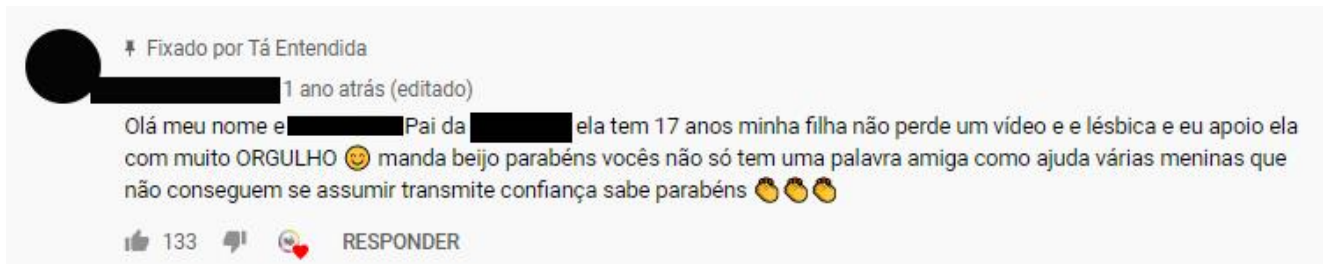 Fixado por Tá Entendida
1 ano atrás (editado)
Olá meu nome e Pai da ela tem 17 anos minha filha não perde um vídeo e e lésbica e eu apoio ela
com muito ORGULHO 😊 manda beijo parabéns vocês não só tem uma palavra amiga como ajuda várias meninas que
não conseguem se assumir transmite confiança sabe parabéns 👏👏👏
133 RESPONDER